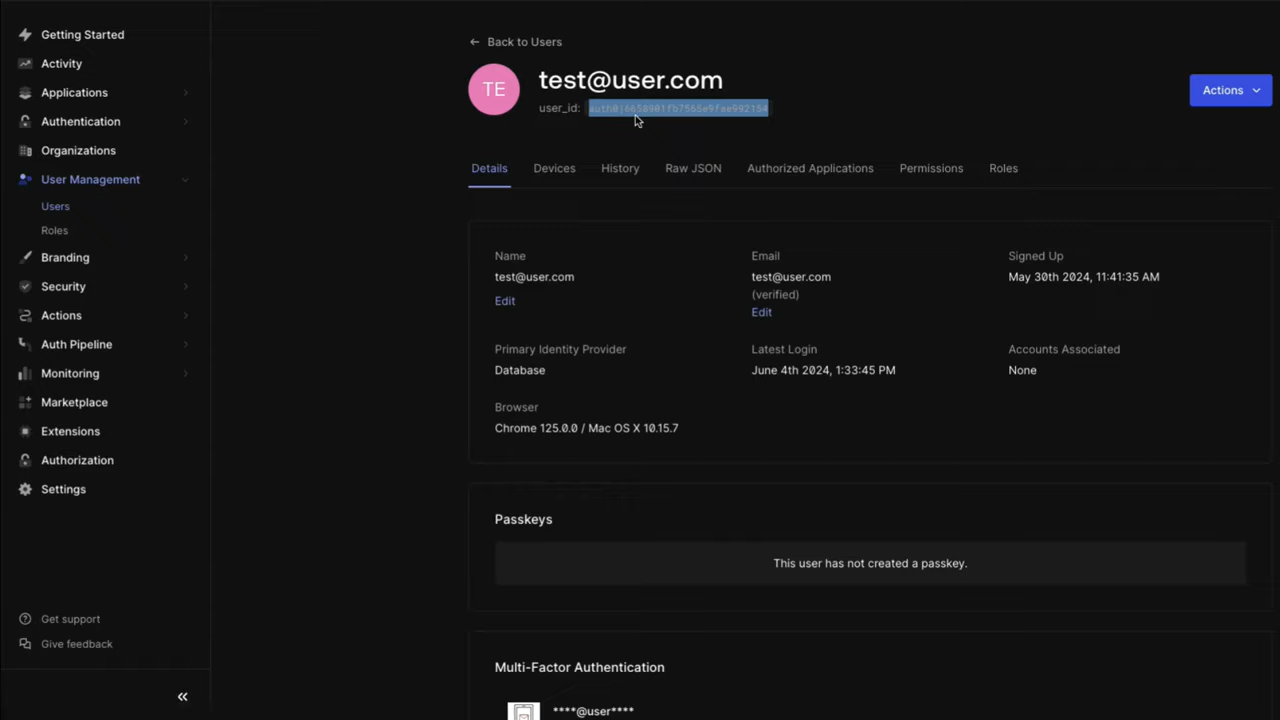 Getting Started
Activity
Applications
Authentication
Organizations
User Management
Users
Roles
Branding
Security
Actions
Auth Pipeline
Monitoring
Marketplace
Extensions
Authorization
Settings
Get support
Give feedback
«
← Back to Users
TE
test@user.com
user_id:
Actions
Details Devices History Raw JSON Authorized Applications Permissions Roles
Name
test@user.com
Edit
Email
test@user.com
(verified)
Edit
Signed Up
May 30th 2024, 11:41:35 AM
Primary Identity Provider
Database
Latest Login
June 4th 2024, 1:33:45 PM
Accounts Associated
None
Browser
Chrome 125.0.0 / Mac OS X 10.15.7
Passkeys
This user has not created a passkey.
Multi-Factor Authentication
****@user****